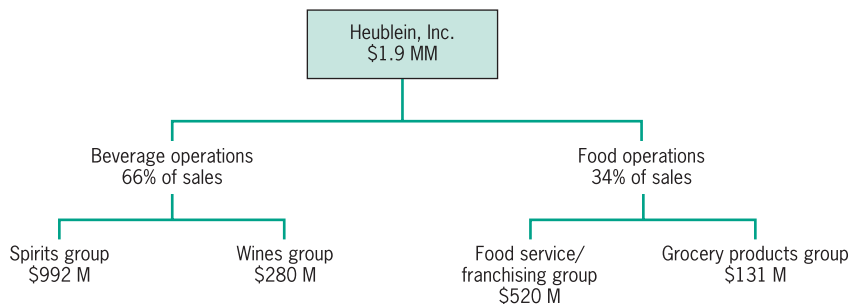 Heublein, Inc.
$1.9 MM
Beverage operations
66% of sales
Food operations
34% of sales
Spirits group
$992 M
Wines group
$280 M
Food service/
franchising group
$520 M
Grocery products group
$131 M